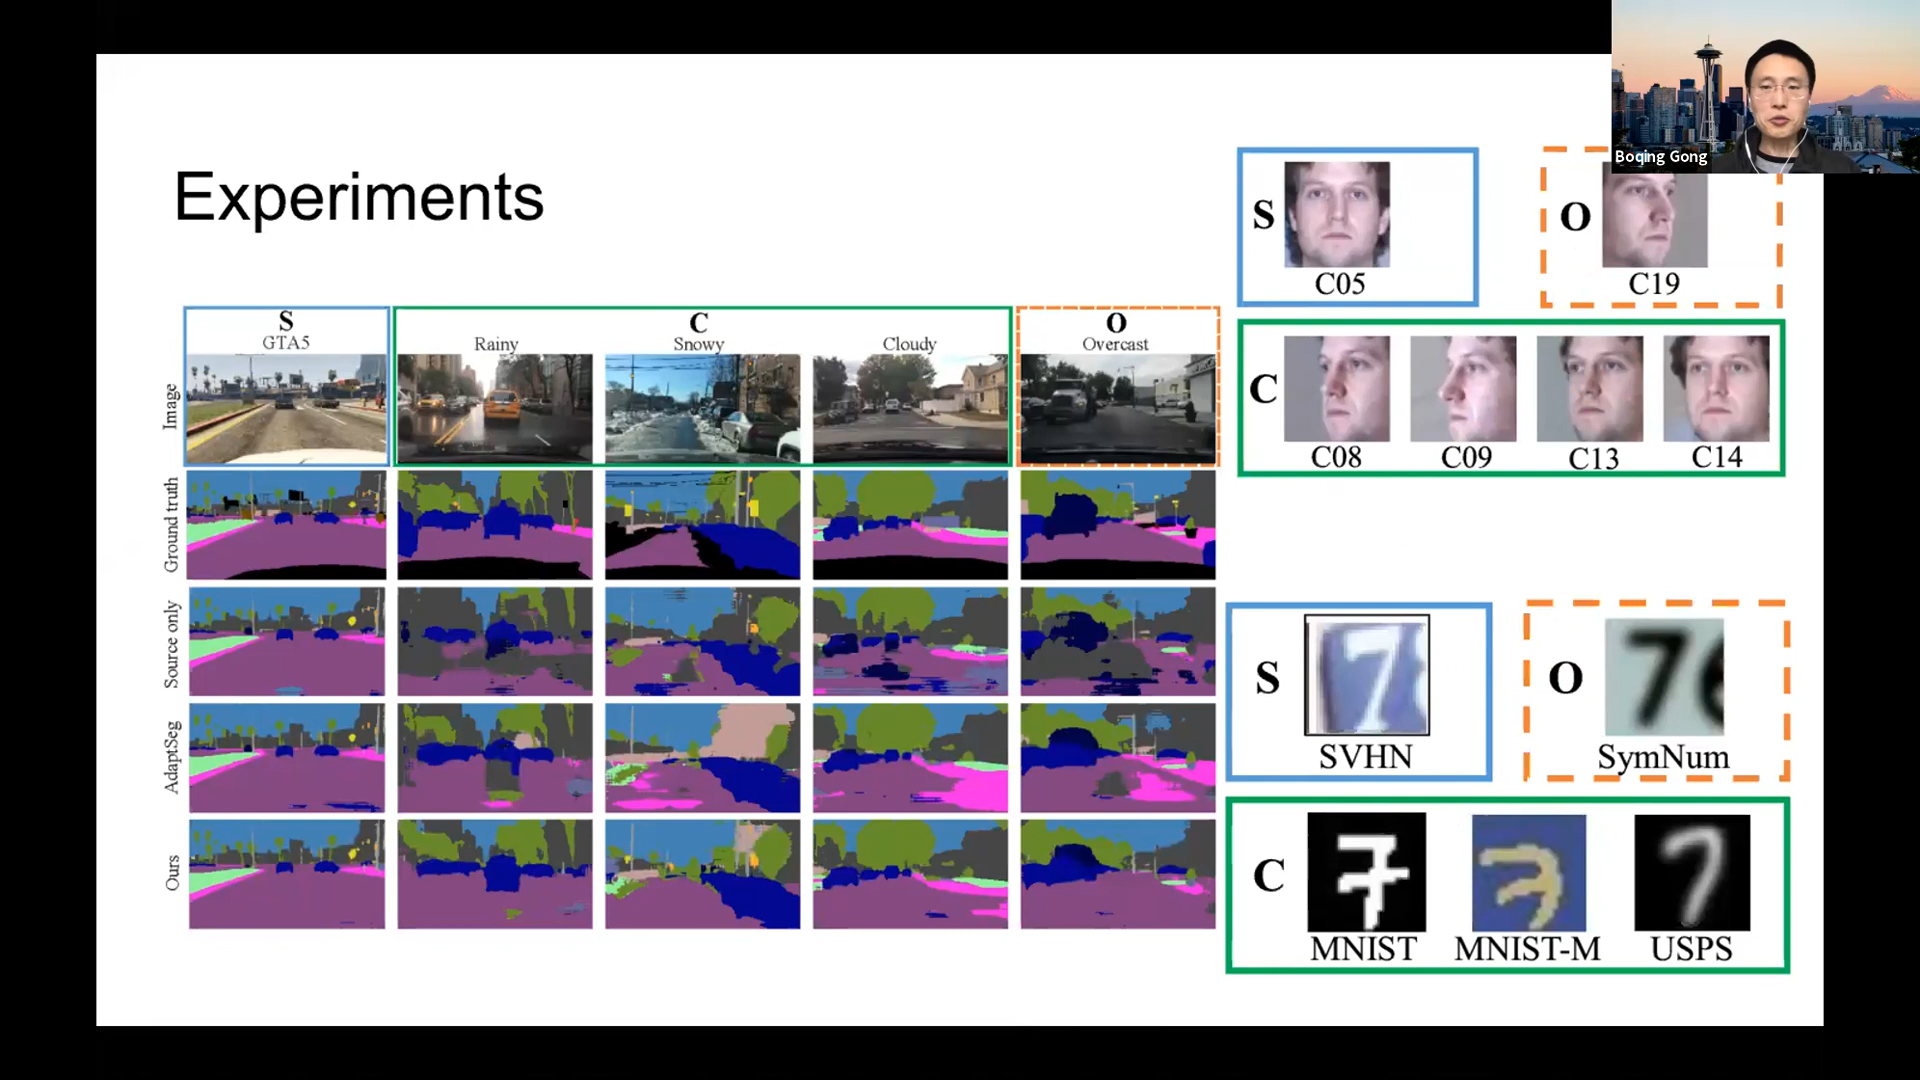 Boqing Gong
Experiments
S
GTA5
C
Rainy
Snowy
Cloudy
O
Overcast
Image
Ground truth
Source only
AdaptSeg
Ours
S
C05
O
C19
C
C08
C09
C13
C14
S
SVHN
O
SymNum
C
MNIST
MNIST-M
USPS